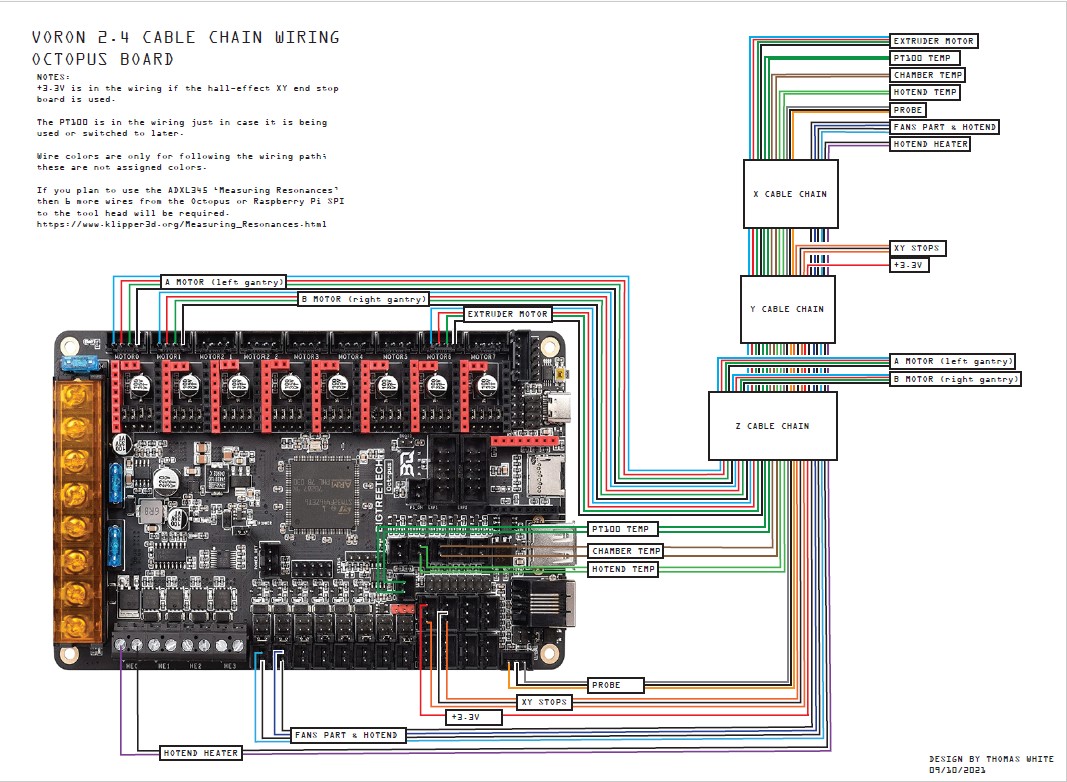 VORON 2.4 CABLE CHAIN WIRING
OCTOPUS BOARD
NOTES:
+3.3V is in the wiring if the hall-effect XY end stop
board is used.
The PT100 is in the wiring just in case it is being
used or switched to later.
Wire colors are only for following the wiring path;
these are not assigned colors.
If you plan to use the ADXL345 "Measuring Resonances"
then 6 more wires from the Octopus or Raspberry Pi SPI
to the tool head will be required.
https://www.klipper3d.org/Measuring_Resonances.html
EXTRUDER MOTOR
PT100 TEMP
CHAMBER TEMP
HOTEND TEMP
PROBE
FANS PART & HOTEND
HOTEND HEATER
X CABLE CHAIN
XY STOPS
+3.3V
Y CABLE CHAIN
A MOTOR (left gantry)
B MOTOR (right gantry)
Z CABLE CHAIN
A MOTOR (left gantry)
B MOTOR (right gantry)
EXTRUDER MOTOR
MOTOR0 MOTOR1 MOTOR2_1 MOTOR2_2 MOTOR3 MOTOR4 MOTOR5 MOTOR6 MOTOR7
Octopus
BIGTREETECH
ARM
PT100 TEMP
CHAMBER TEMP
HOTEND TEMP
HE0 HE1 HE2 HE3
PROBE
XY STOPS
+3.3V
FANS PART & HOTEND
HOTEND HEATER
DESIGN BY THOMAS WHITE
09/10/2021